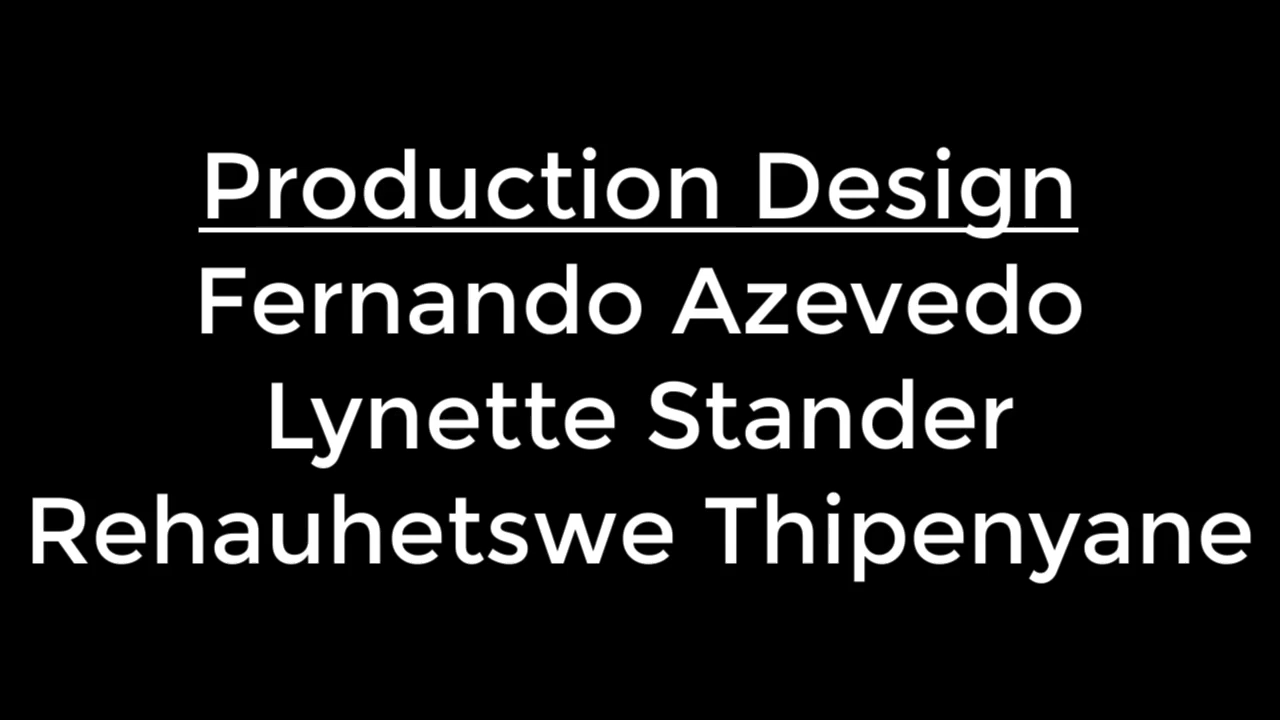 Production Design
Fernando Azevedo
Lynette Stander
Rehauhetswe Thipenyane